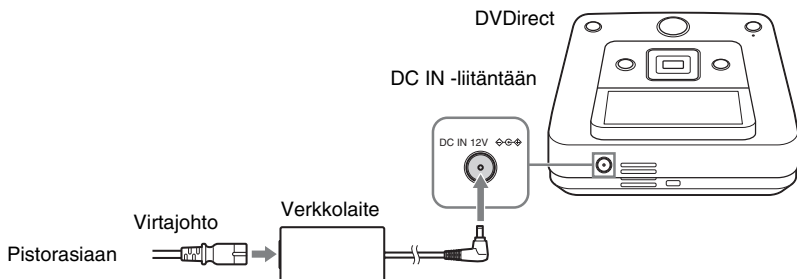 DVDirect
DC IN -liitäntään
DC IN 12V
Verkkolaite
Virtajohto
Pistorasiaan